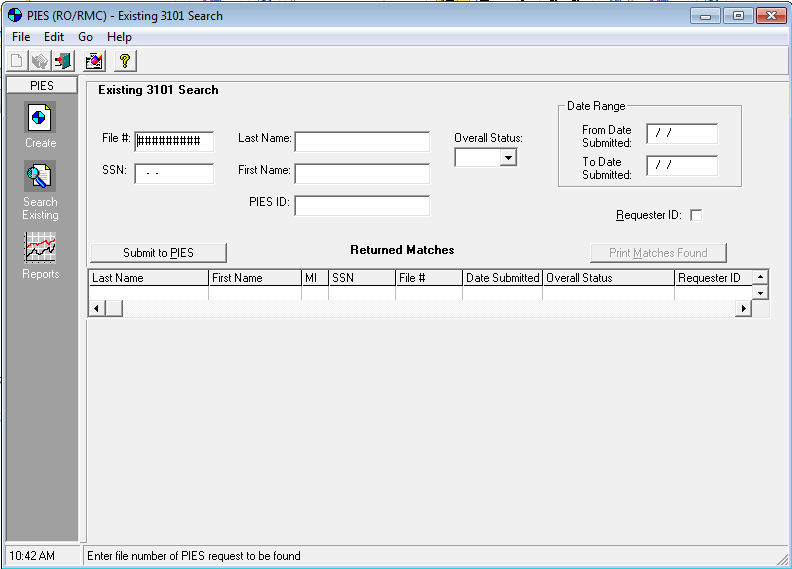 PIES (RO/RMC) - Existing 3101 Search
File Edit Go Help
PIES
Create
Search
Existing
Reports
Existing 3101 Search
File #: ######### Last Name: Overall Status:
SSN: - - First Name:
PIES ID:
Date Range
From Date
Submitted: / /
To Date
Submitted: / /
Requester ID:
Submit to PIES Returned Matches Print Matches Found
Last Name First Name MI SSN File # Date Submitted Overall Status Requester ID
10:42 AM Enter file number of PIES request to be found